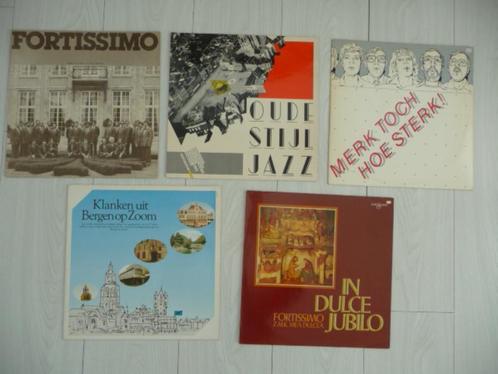 FORTISSIMO
OUDE
STIJL
JAZZ
MERK TOCH
HOE STERK!
Klanken uit
Bergen op Zoom
IN
DULCE
JUBILO
FORTISSIMO